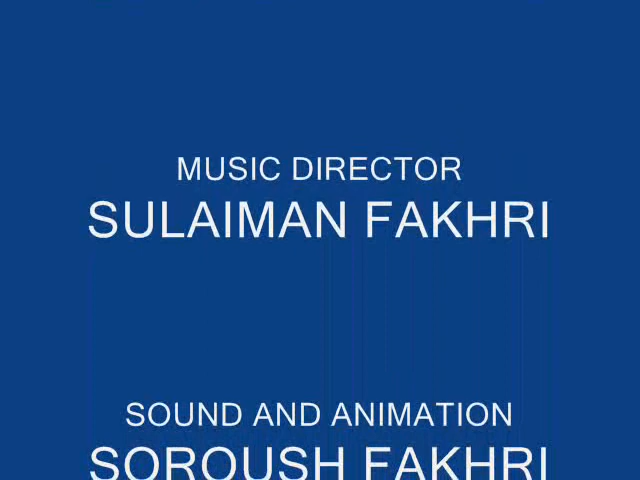 MUSIC DIRECTOR
SULAIMAN FAKHRI
SOUND AND ANIMATION
SOROUSH FAKHRI